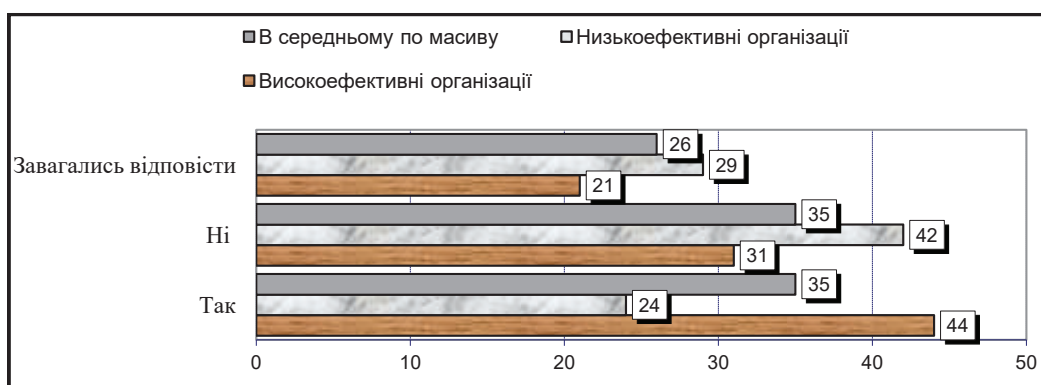 В середньому по масиву Низькоефективні організації
Високоефективні організації
Завагались відповісти
26
29
21
Ні
35
42
31
Так
35
24
44
0 10 20 30 40 50